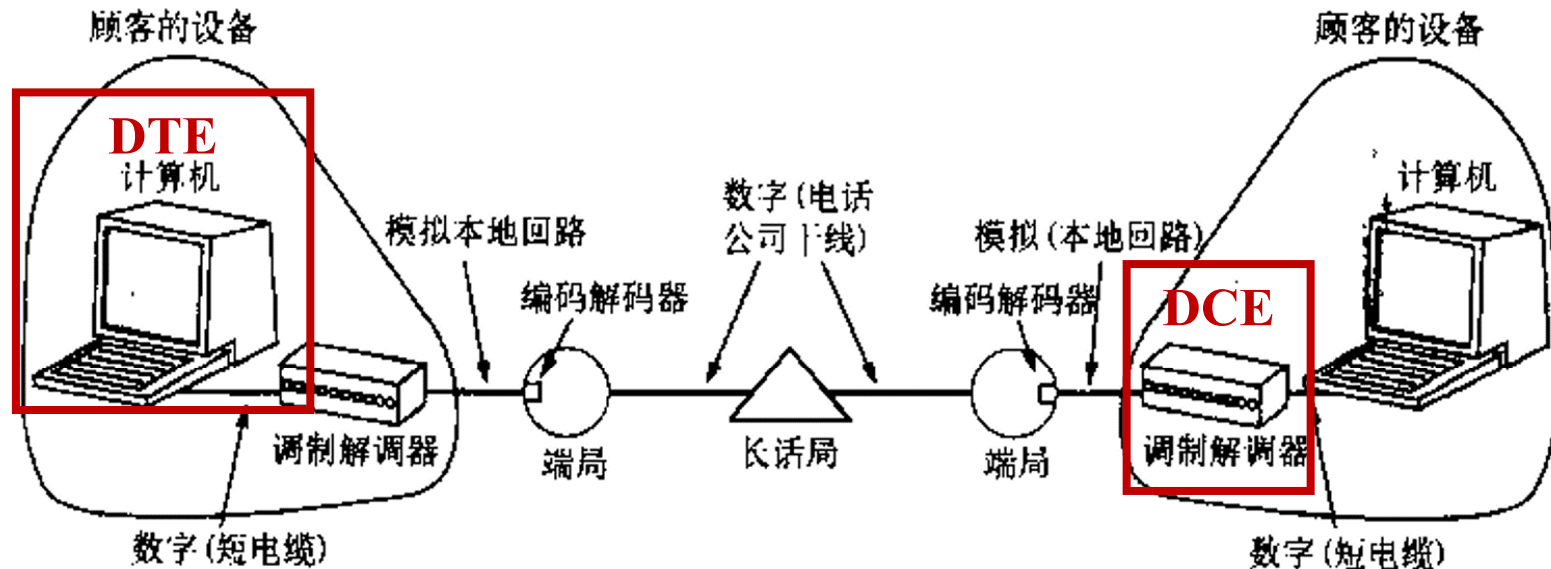 顾客的设备
顾客的设备
DTE
计算机
计算机
数字(电话
公司干线)
模拟本地回路
模拟(本地回路)
编码解码器
编码解码器
DCE
调制解调器
端局
长话局
端局
调制解调器
数字(短电缆)
数字(短电缆)